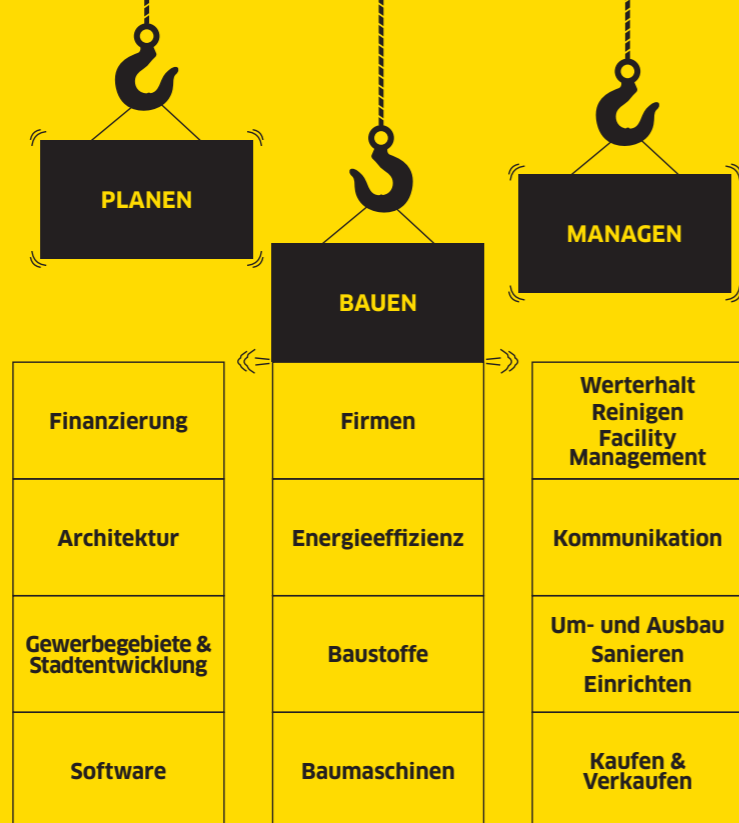 PLANEN
BAUEN
MANAGEN
Finanzierung
Architektur
Gewerbegebiete &
Stadtentwicklung
Software
Firmen
Energieeffizienz
Baustoffe
Baumaschinen
Werterhalt
Reinigen
Facility
Management
Kommunikation
Um- und Ausbau
Sanieren
Einrichten
Kaufen &
Verkaufen